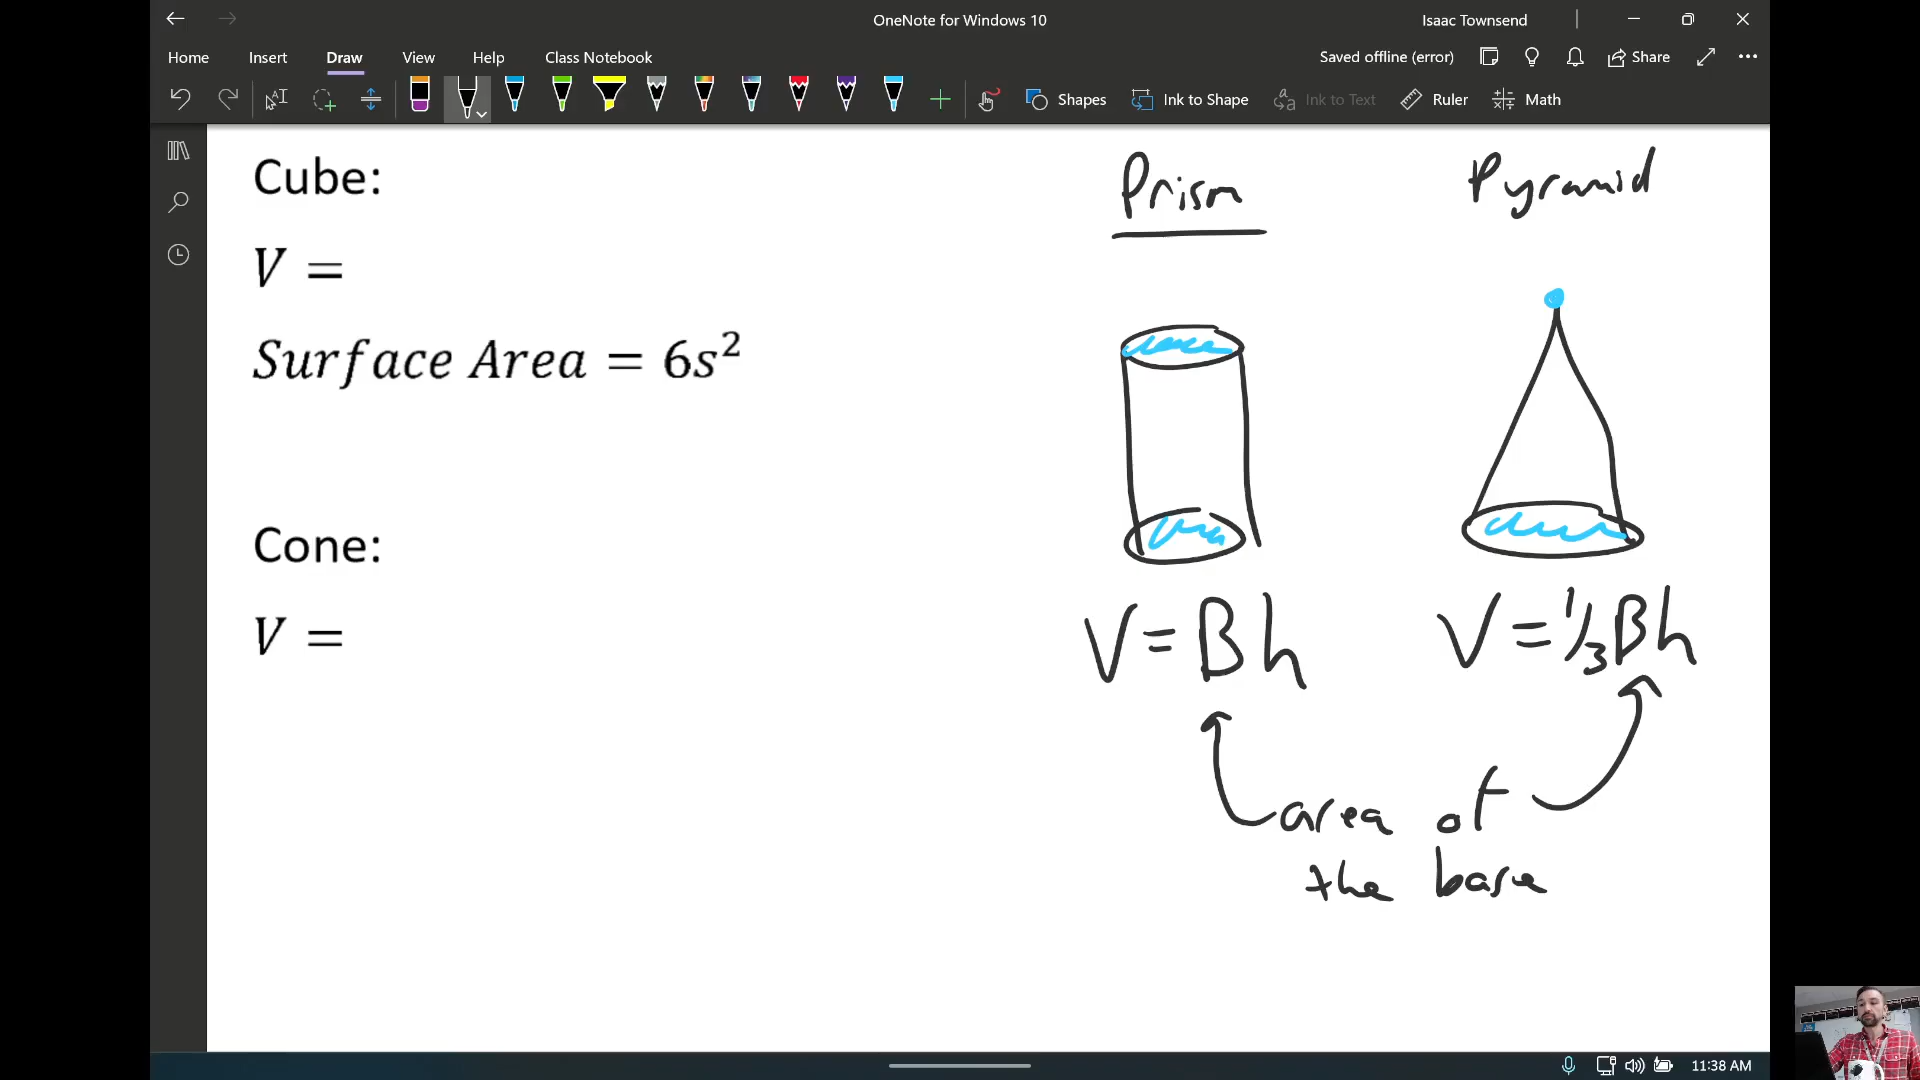 OneNote for Windows 10
Isaac Townsend
Home Insert Draw View Help Class Notebook
Saved offline (error)
Share
Shapes
Ink to Shape
Ink to Text
Ruler
Math
Cube:
V =
Surface Area = 6s²
Cone:
V =
Prism
Pyramid
V = Bh
V = 1/3 Bh
area of
the base
11:38 AM